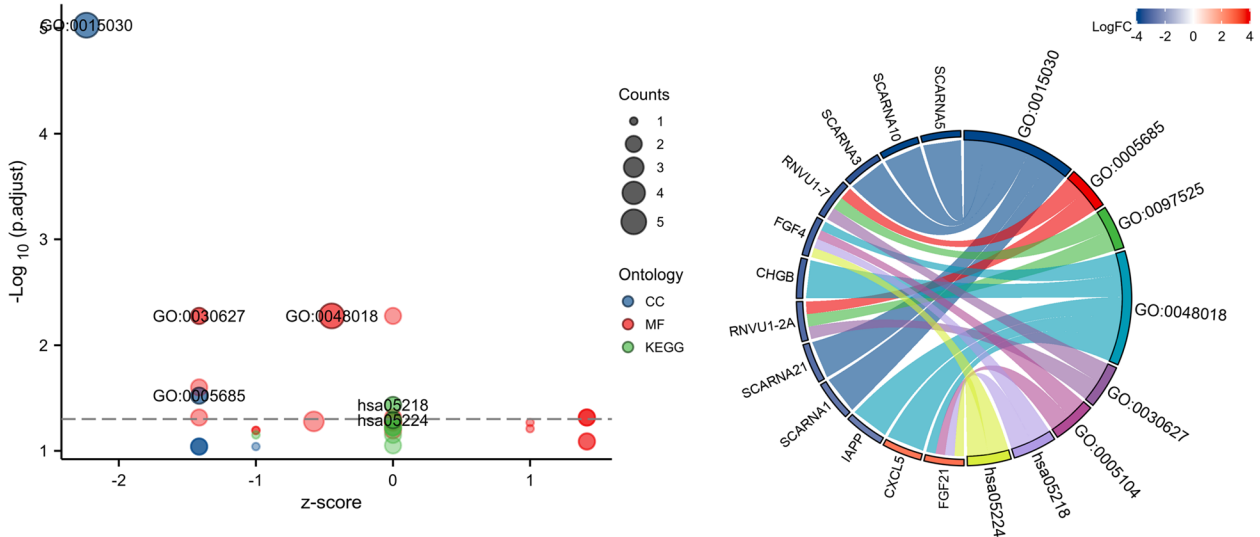 GO:0015030
5
4
3
2
1
-Log 10 (p.adjust)
GO:0030627
GO:0048018
GO:0005685
hsa05218
hsa05224
-2
-1
0
1
z-score
Counts
1
2
3
4
5
Ontology
CC
MF
KEGG
LogFC
-4
-2
0
2
4
SCARNA5
SCARNA10
SCARNA3
RNVU1-7
FGF4
CHGB
RNVU1-2A
SCARNA21
SCARNA1
IAPP
CXCL5
FGF21
GO:0015030
GO:0005685
GO:0097525
GO:0048018
GO:0030627
GO:0005104
hsa05218
hsa05224